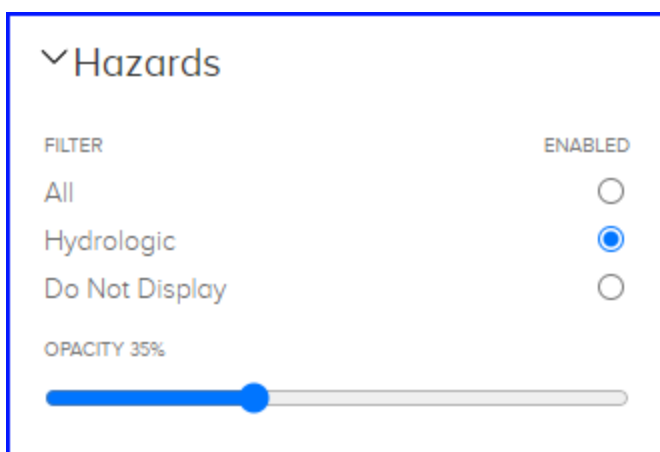 Hazards
FILTER ENABLED
All
Hydrologic
Do Not Display
OPACITY 35%